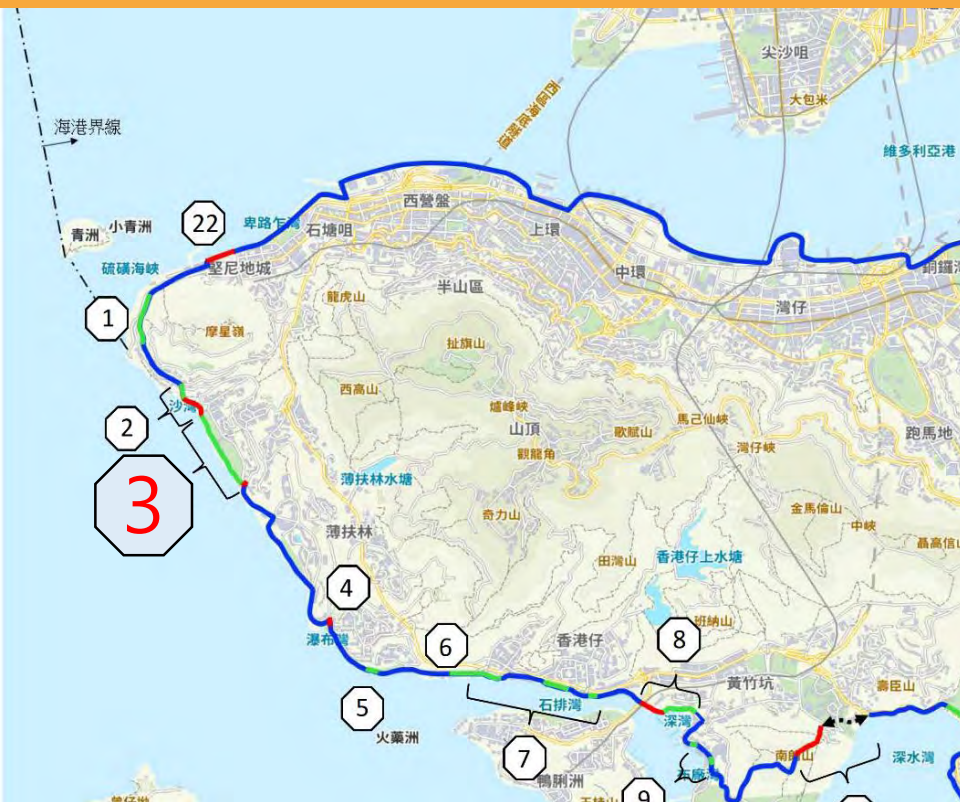 尖沙咀
大包米
西區海底隧道
海港界線
維多利亞港
西營盤
22
卑路乍灣
石塘咀
上環
小青洲
青洲
硫磺海峽
堅尼地城
中環
銅鑼灣
半山區
龍虎山
灣仔
1
摩星嶺
扯旗山
西高山
爐峰峽
馬己仙峽
沙灣
2
山頂
歌賦山
跑馬地
觀龍角
灣仔峽
3
薄扶林水塘
奇力山
金馬倫山
中峽
薄扶林
聶高信山
田灣山
香港仔上水塘
4
班納山
瀑布灣
6
香港仔
8
黃竹坑
壽臣山
5
石排灣
深灣
火藥洲
7
南朗山
深水灣
鴨脷洲
9